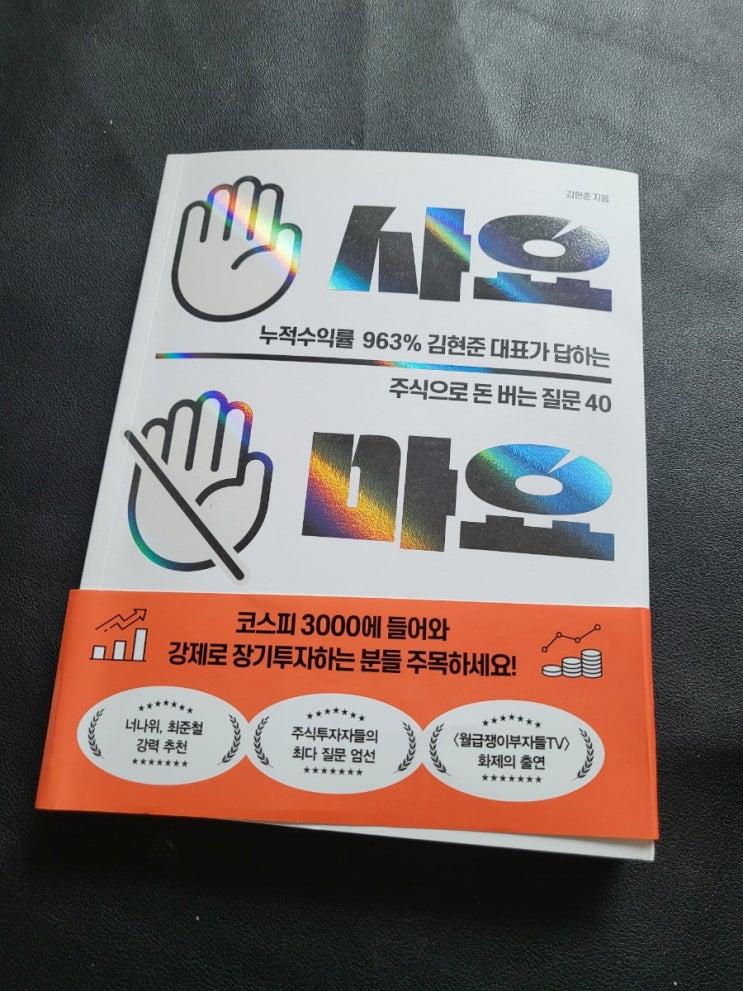 김현준 지음
사요
누적수익률 963% 김현준 대표가 답하는
주식으로 돈 버는 질문 40
마요
코스피 3000에 들어와
강제로 장기투자하는 분들 주목하세요!
너나위, 최준철
강력 추천
주식투자자들의
최다 질문 엄선
〈월급쟁이부자들TV〉
화제의 출연